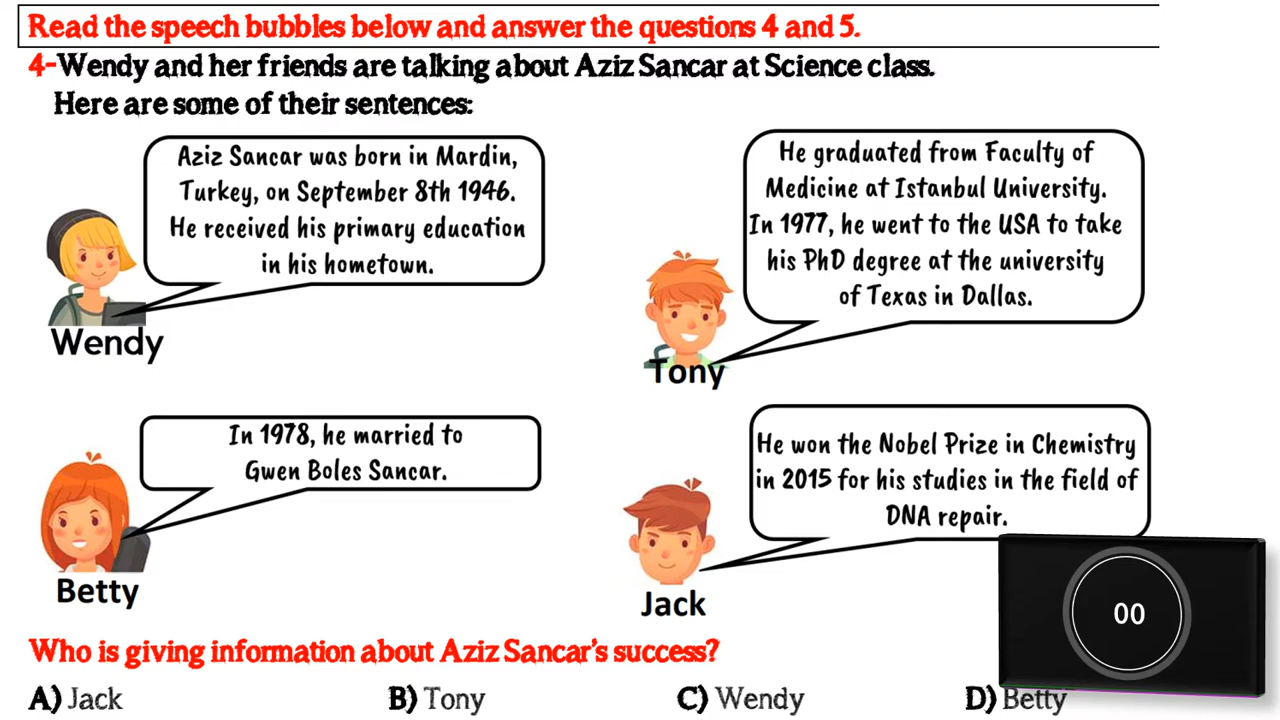 Read the speech bubbles below and answer the questions 4 and 5.
4-Wendy and her friends are talking about Aziz Sancar at Science class.
Here are some of their sentences:
Aziz Sancar was born in Mardin,
Turkey, on September 8th 1946.
He received his primary education
in his hometown.
Wendy
He graduated from Faculty of
Medicine at Istanbul University.
In 1977, he went to the USA to take
his PhD degree at the university
of Texas in Dallas.
Tony
In 1978, he married to
Gwen Boles Sancar.
Betty
He won the Nobel Prize in Chemistry
in 2015 for his studies in the field of
DNA repair.
Jack
00
Who is giving information about Aziz Sancar's success?
A) Jack B) Tony C) Wendy D) Betty